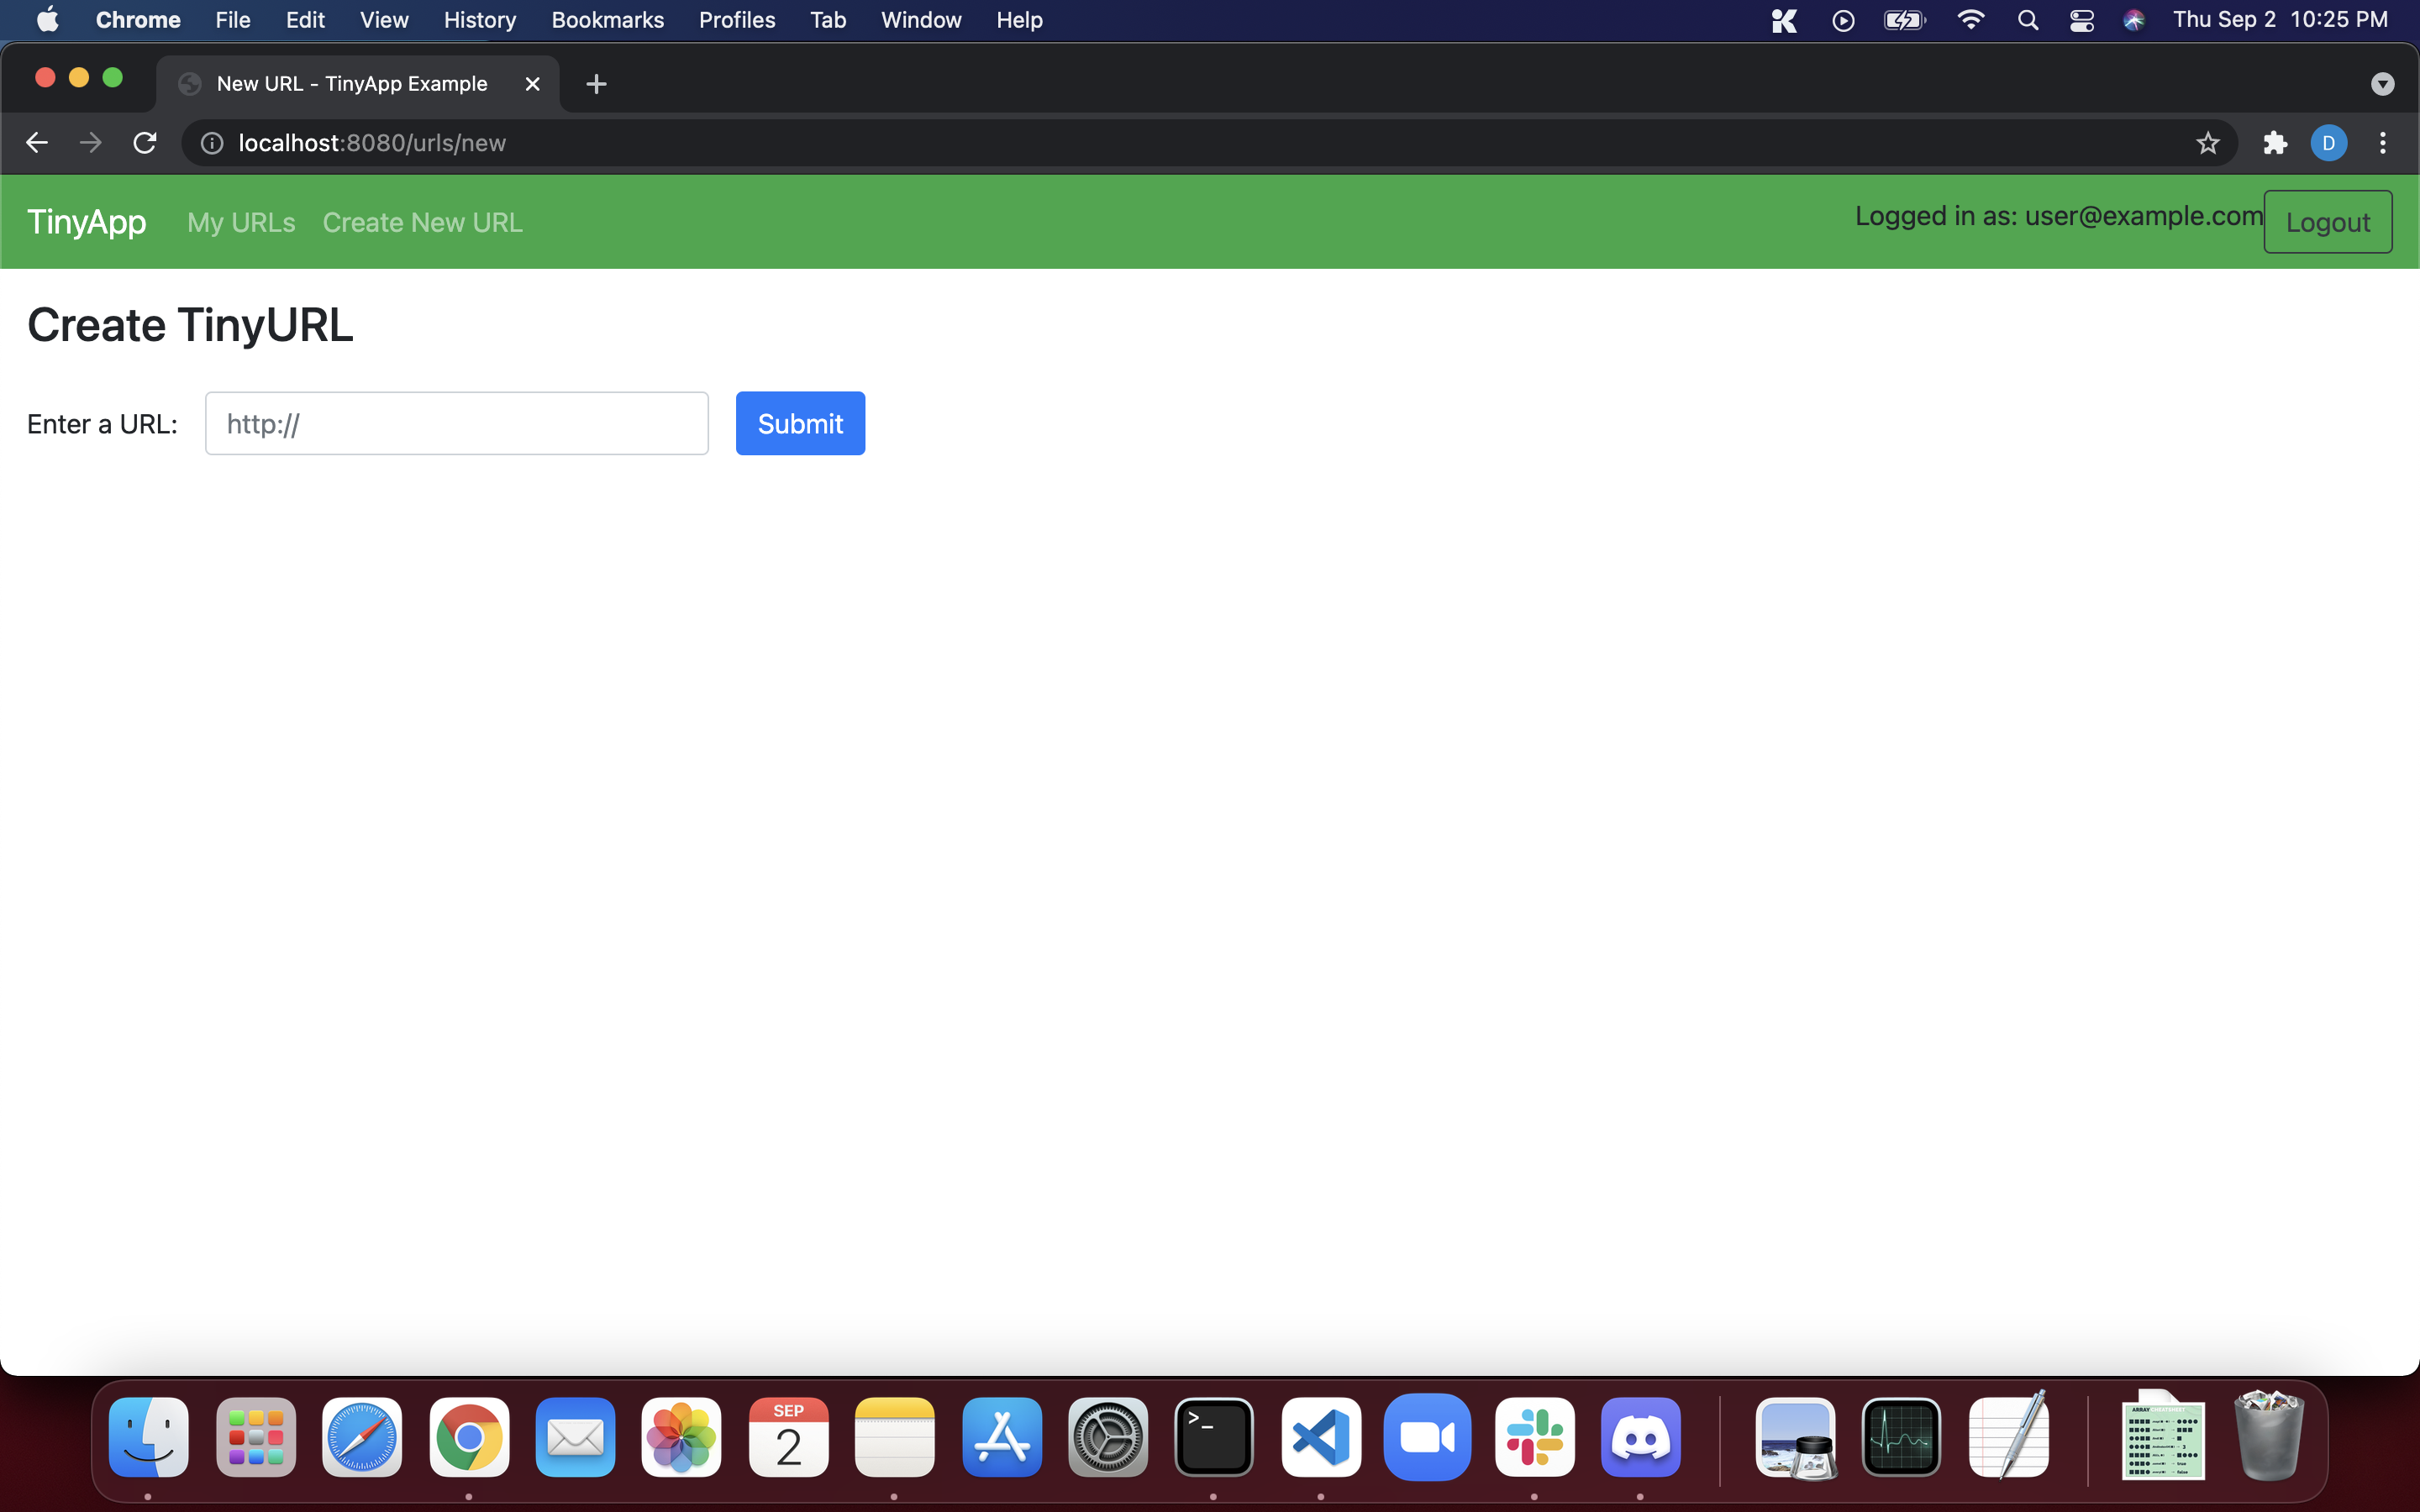 Chrome File Edit View History Bookmarks Profiles Tab Window Help Thu Sep 2 10:25 PM
New URL - TinyApp Example
localhost:8080/urls/new D
TinyApp My URLs Create New URL Logged in as: user@example.com Logout
Create TinyURL
Enter a URL: http:// Submit
SEP
2
>_
ARRAY CHEATSHEET